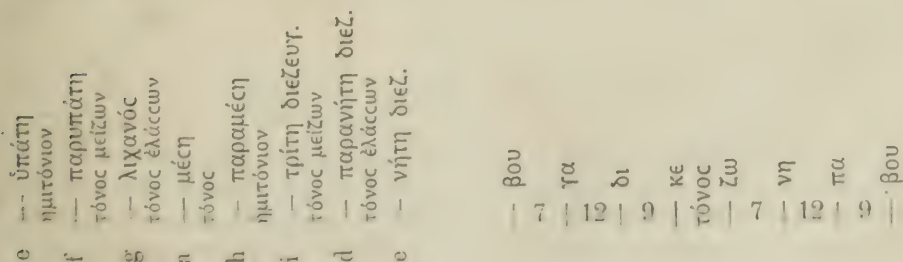 e — ὑπάτη
ἡμιτόνιον
f — παρυπάτη
τόνος μείζων
g — λιχανός
τόνος ἐλάσσων
— μέση
τόνος
h — παραμέση
ἡμιτόνιον
i — τρίτη διεζευγ.
τόνος μείζων
d — παρανήτη διεζ.
τόνος ἐλάσσων
e — νήτη διεζ.
— βου
7
— γα
12
— δι
9
— κε
τόνος
— ζω
7
— νη
12
— πα
9
— βου